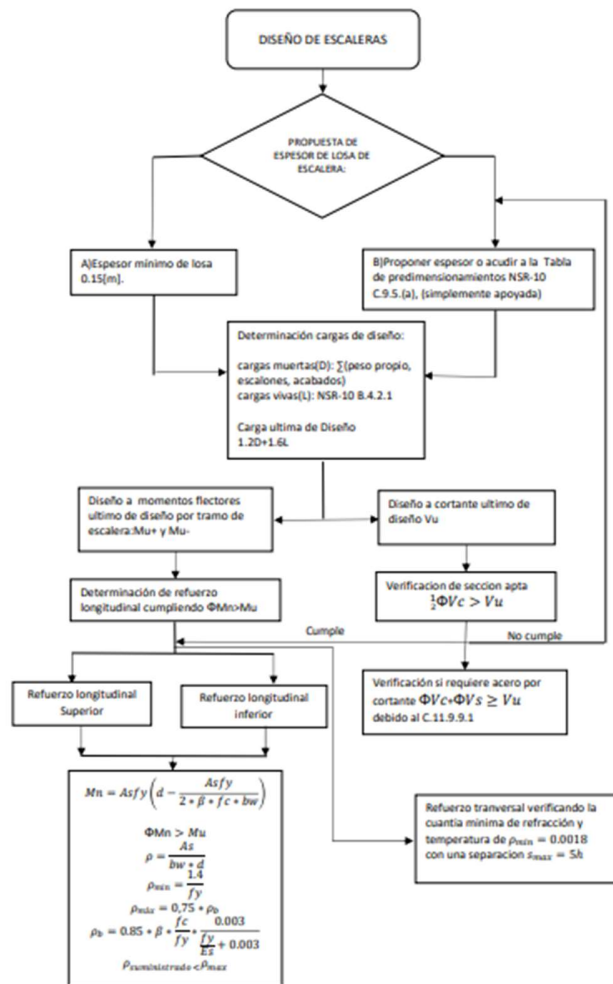 DISEÑO DE ESCALERAS
PROPUESTA DE
ESPESOR DE LOSA DE
ESCALERA:
A)Espesor mínimo de losa
0.15[m].
B)Proponer espesor o acudir a la Tabla
de predimensionamientos NSR-10
C.9.5.(a), (simplemente apoyada)
Determinación cargas de diseño:
cargas muertas(D): ∑(peso propio,
escalones, acabados)
cargas vivas(L): NSR-10 B.4.2.1
Carga ultima de Diseño
1.2D+1.6L
Diseño a momentos flectores
ultimo de diseño por tramo de
escalera:Mu+ y Mu-
Diseño a cortante ultimo de
diseño Vu
Determinación de refuerzo
longitudinal cumpliendo ΦMn>Mu
Verificacion de seccion apta
½ΦVc > Vu
Cumple
No cumple
Refuerzo longitudinal
Superior
Refuerzo longitudinal
inferior
Verificación si requiere acero por
cortante ΦVc+ΦVs ≥ Vu
debido al C.11.9.9.1
Mn = Asfy(d − Asfy / 2 * β * fc * bw)
ΦMn > Mu
ρ = As / bw * d
ρmin = 1.4 / fy
ρmáx = 0,75 * ρb
ρb = 0.85 * β * fc / fy * 0.003 / (fy / Es + 0.003)
ρsuministrado < ρmax
Refuerzo tranversal verificando la
cuantia minima de refracción y
temperatura de ρmin = 0.0018
con una separacion smax = 5h